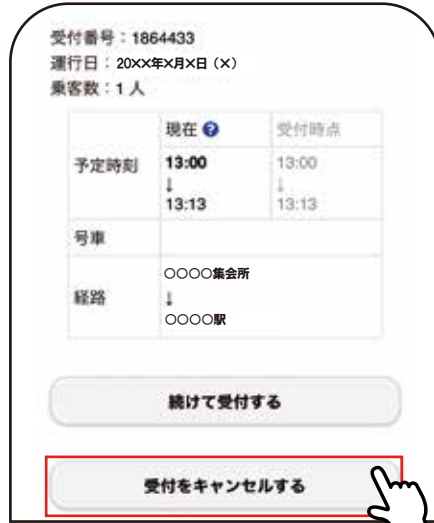 受付番号：1864433
運行日：20××年×月×日（×）
乗客数：1人
現在 ? 受付時点
予定時刻 13:00 13:00
↓ ↓
13:13 13:13
号車
○○○○集会所
経路 ↓
○○○○駅
続けて受付する
受付をキャンセルする